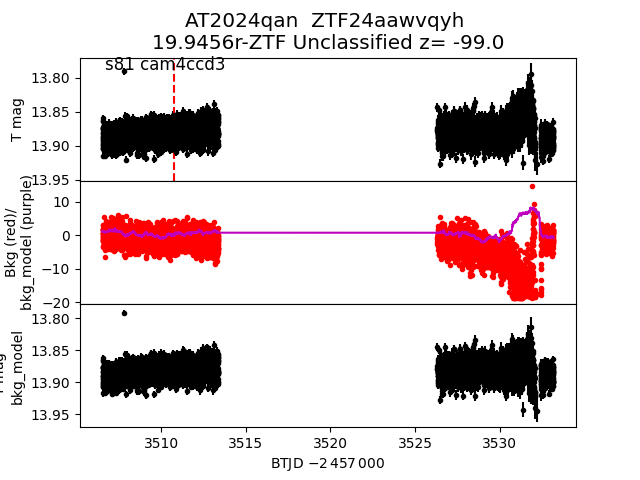 AT2024qan  ZTF24aawvqyh
19.9456r-ZTF Unclassified z= -99.0
s81 cam4ccd3
T mag
13.80
13.85
13.90
13.95
Bkg (red)/
bkg_model (purple)
10
0
−10
−20
bkg_model
13.80
13.85
13.90
13.95
3510
3515
3520
3525
3530
BTJD −2 457 000